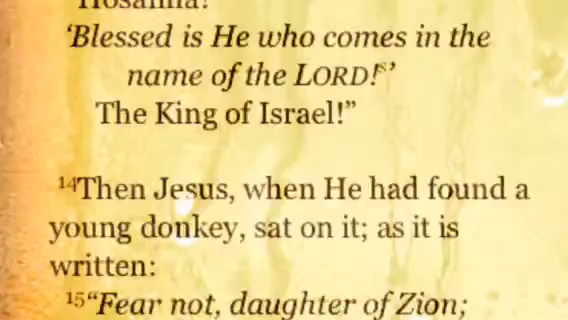 "Hosanna!
‘Blessed is He who comes in the
name of the LORD!’
The King of Israel!”
14Then Jesus, when He had found a
young donkey, sat on it; as it is
written:
15“Fear not, daughter of Zion;